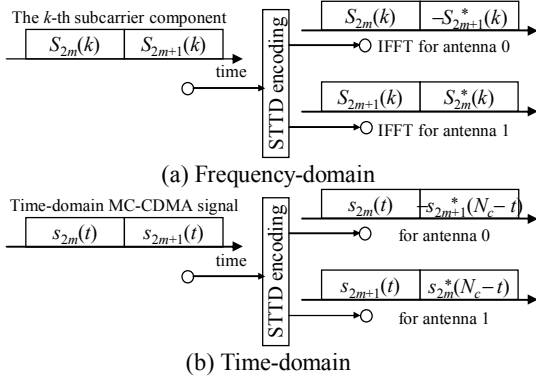 The k-th subcarrier component
S2m(k) S2m+1(k)
time
STTD encoding
S2m(k) −S*2m+1(k)
IFFT for antenna 0
S2m+1(k) S*2m(k)
IFFT for antenna 1
(a) Frequency-domain
Time-domain MC-CDMA signal
s2m(t) s2m+1(t)
time
STTD encoding
s2m(t) −s*2m+1(Nc−t)
for antenna 0
s2m+1(t) s*2m(Nc−t)
for antenna 1
(b) Time-domain